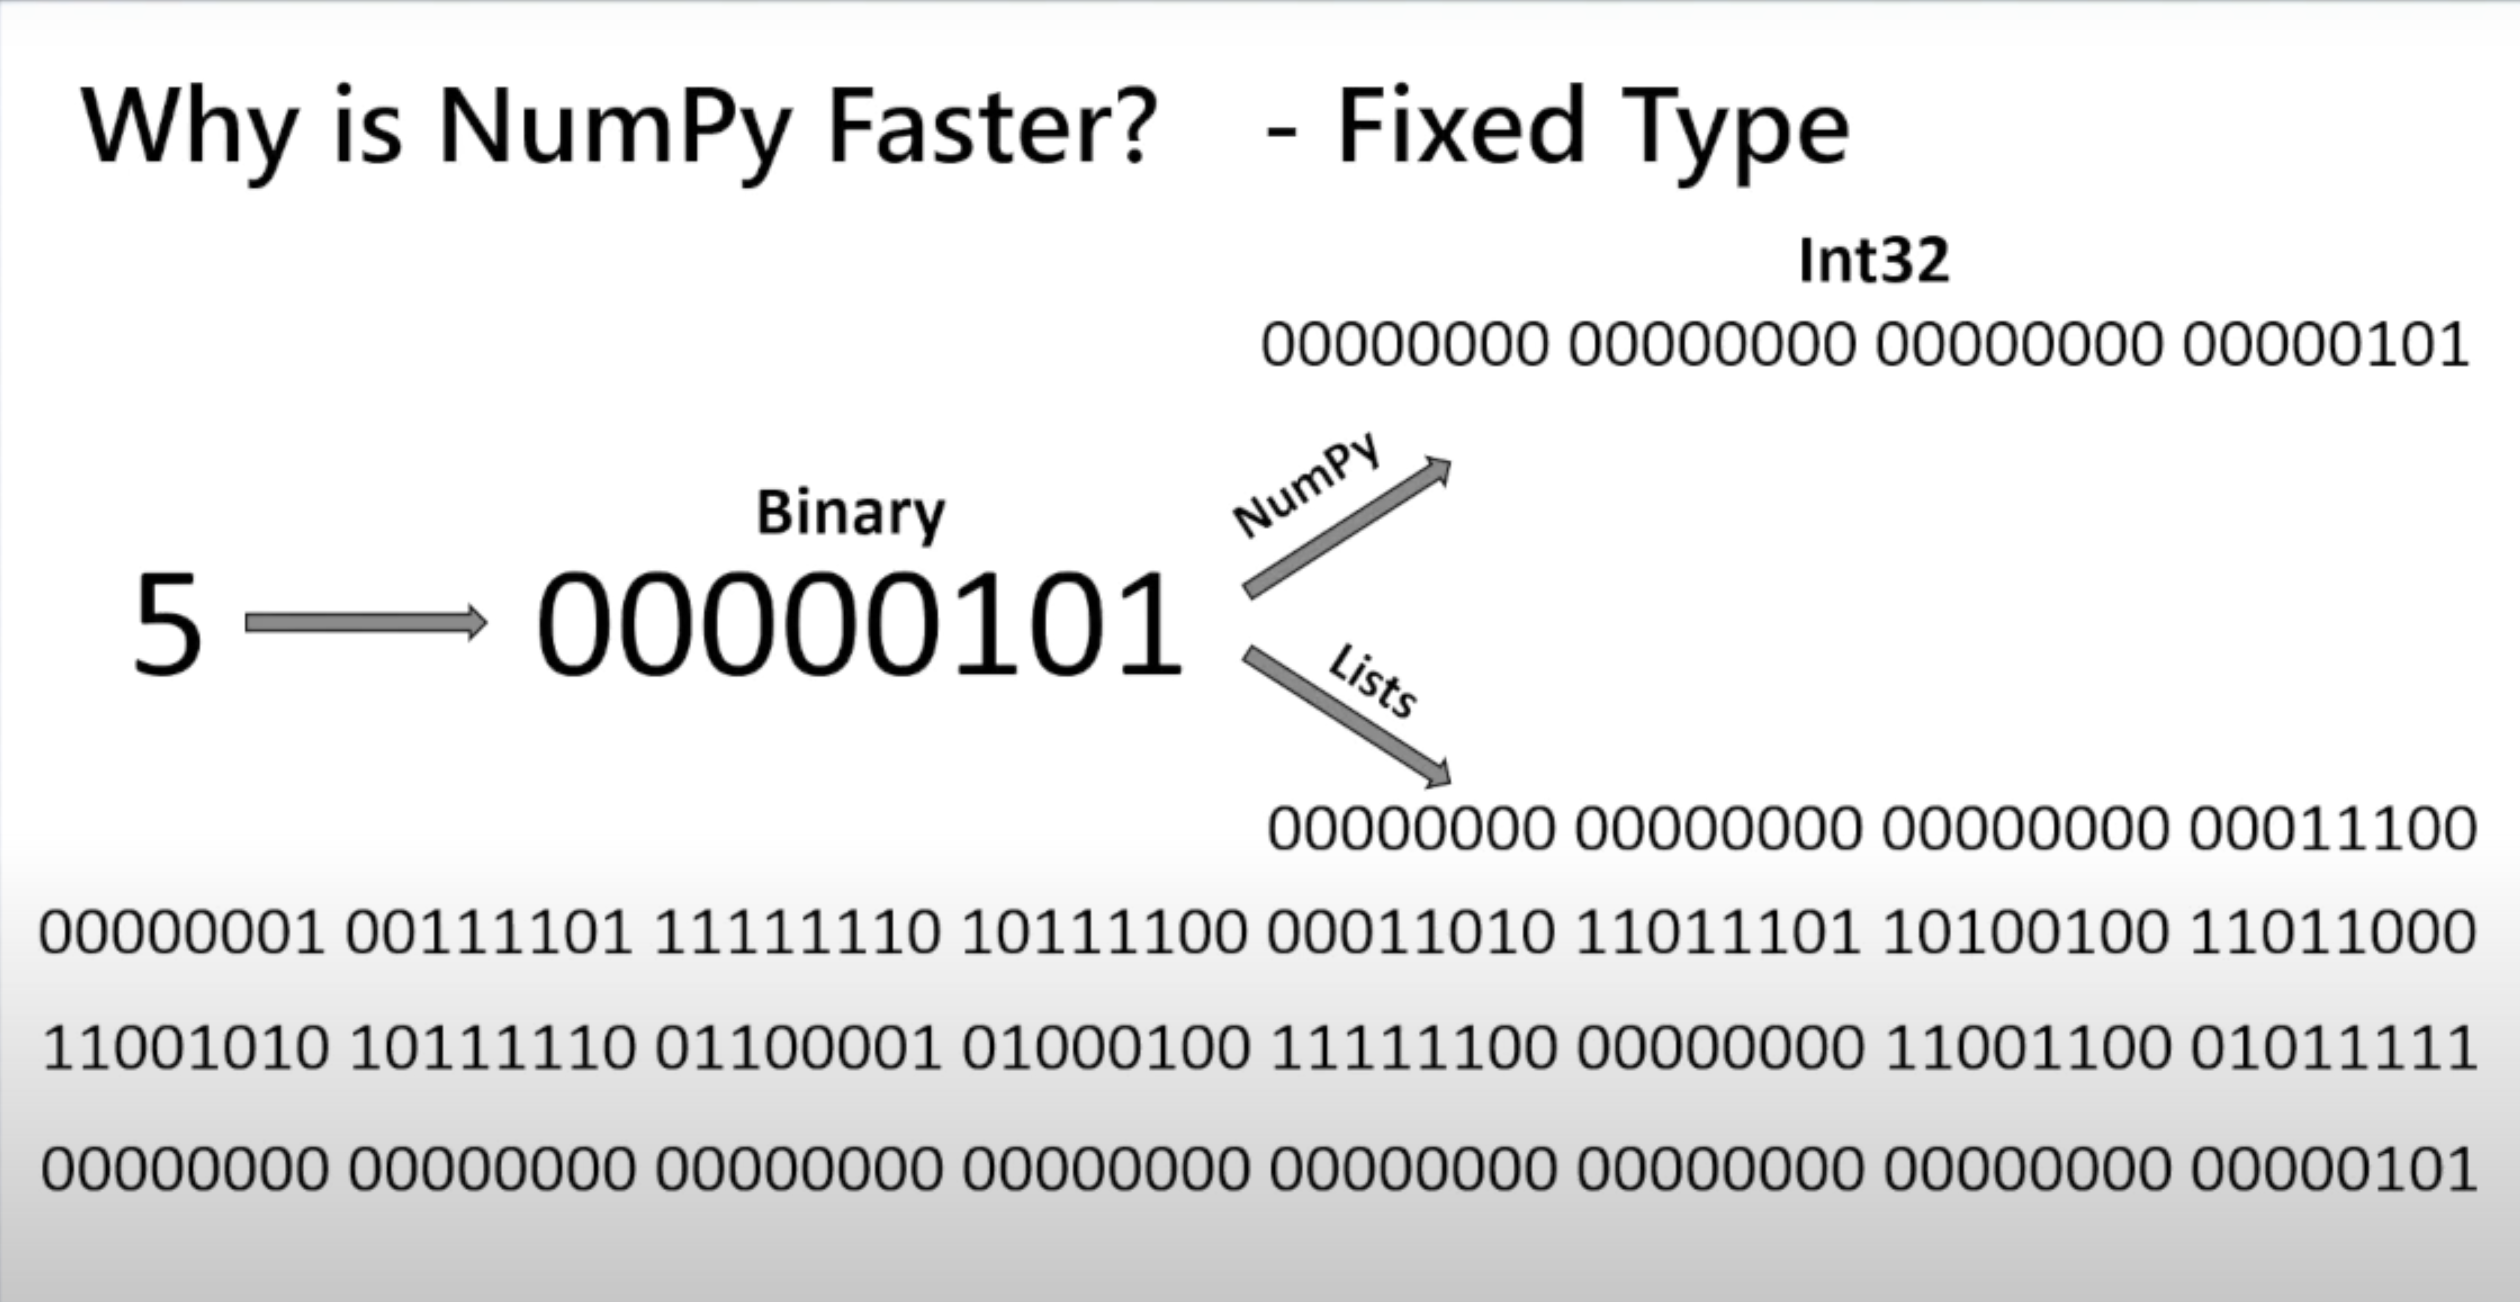 Why is NumPy Faster? - Fixed Type
Int32
00000000 00000000 00000000 00000101
NumPy
Binary
5 00000101
Lists
00000000 00000000 00000000 00011100
00000001 00111101 11111110 10111100 00011010 11011101 10100100 11011000
11001010 10111110 01100001 01000100 11111100 00000000 11001100 01011111
00000000 00000000 00000000 00000000 00000000 00000000 00000000 00000101